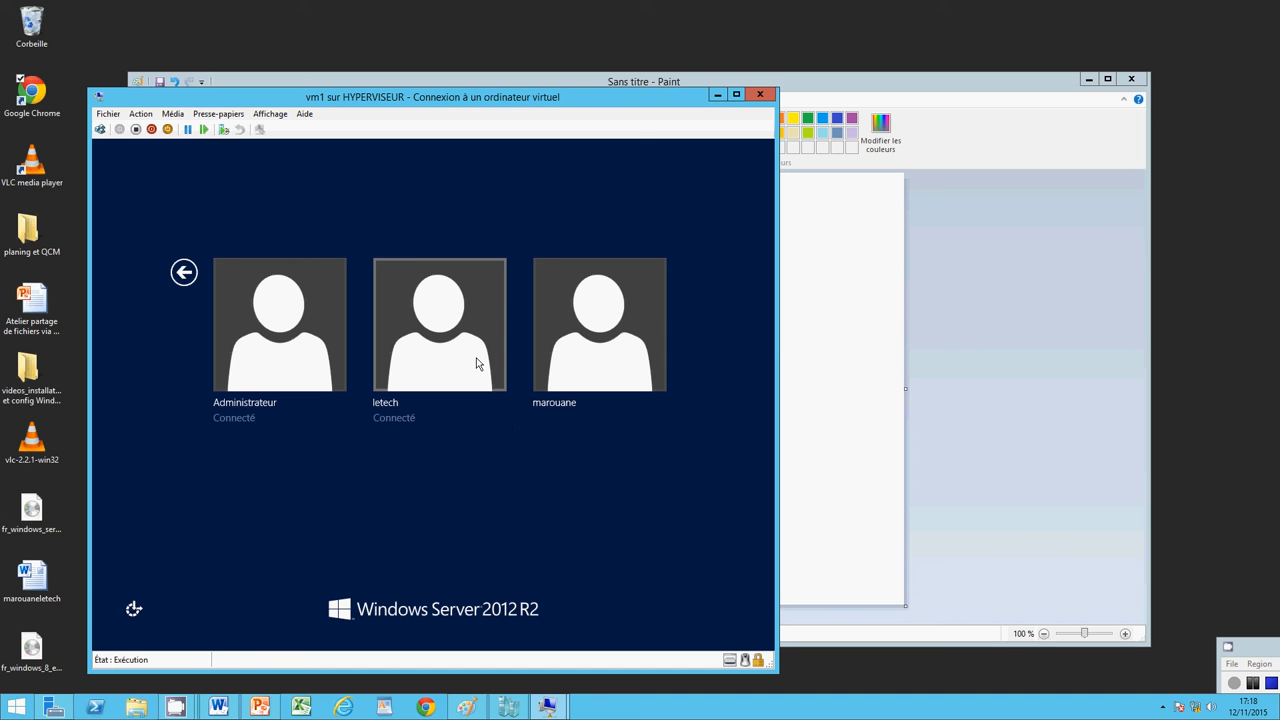 Corbeille
Google Chrome
VLC media player
planing et QCM
Atelier partage
de fichiers via ...
videos_installat...
et config Wind...
vlc-2.2.1-win32
fr_windows_ser...
marouaneletech
fr_windows_8_e...
Sans titre - Paint
Modifier les
couleurs
urs
100 %
vm1 sur HYPERVISEUR - Connexion à un ordinateur virtuel
Fichier Action Média Presse-papiers Affichage Aide
Administrateur
Connecté
letech
Connecté
marouane
Windows Server 2012 R2
État : Exécution
File Region
17:18
12/11/2015